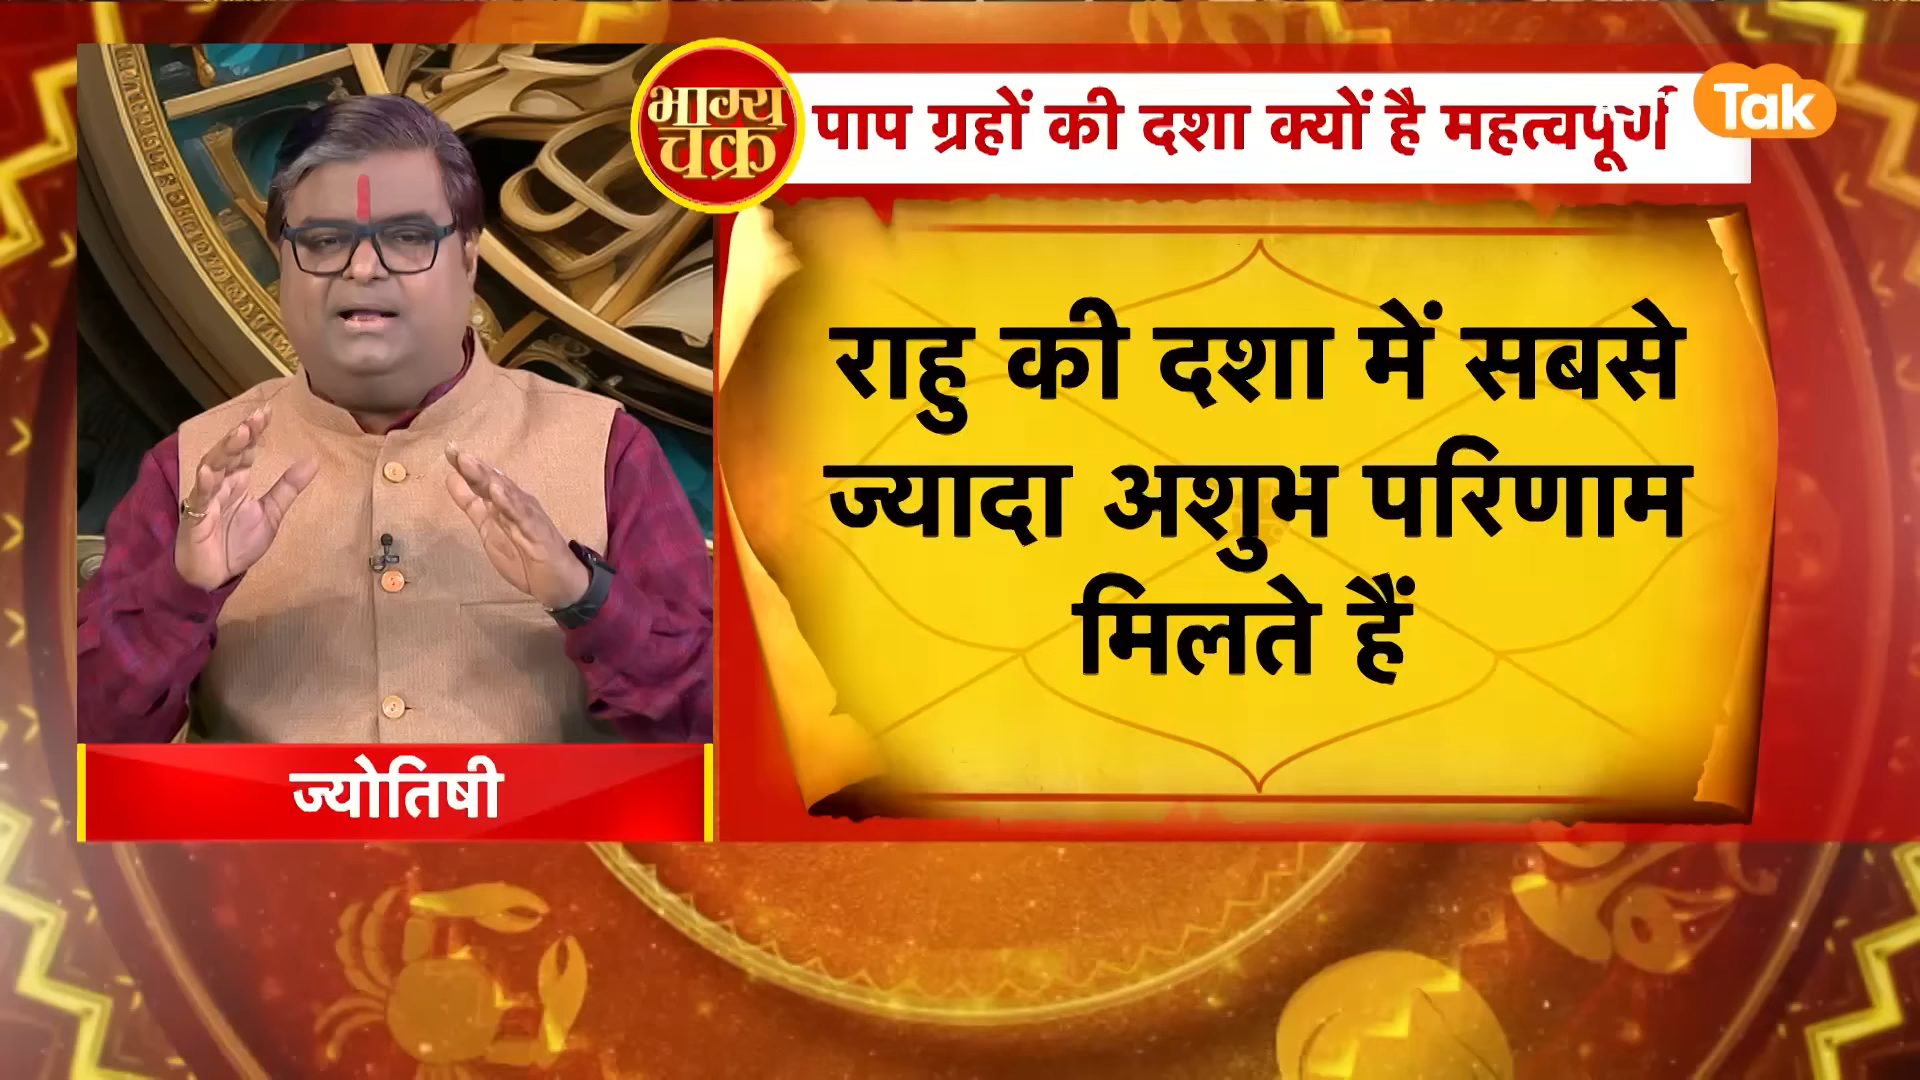 भाग्य
चक्र
पाप ग्रहों की दशा क्यों है महत्वपूर्ण
Tak
राहु की दशा में सबसे
ज्यादा अशुभ परिणाम
मिलते हैं
ज्योतिषी